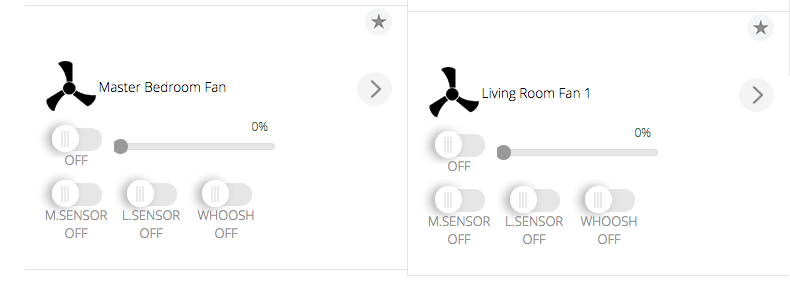 Master Bedroom Fan
0%
OFF
M.SENSOR L.SENSOR WHOOSH
OFF OFF OFF
Living Room Fan 1
0%
OFF
M.SENSOR L.SENSOR WHOOSH
OFF OFF OFF